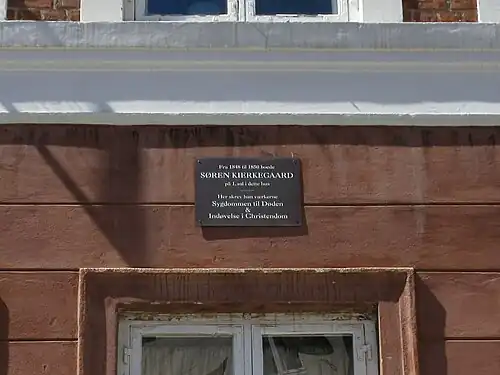 Fra 1848 til 1850 boede
SØREN KIERKEGAARD
på 1. sal i dette hus
Her skrev han værkerne
Sygdommen til Døden
&
Indøvelse i Christendom